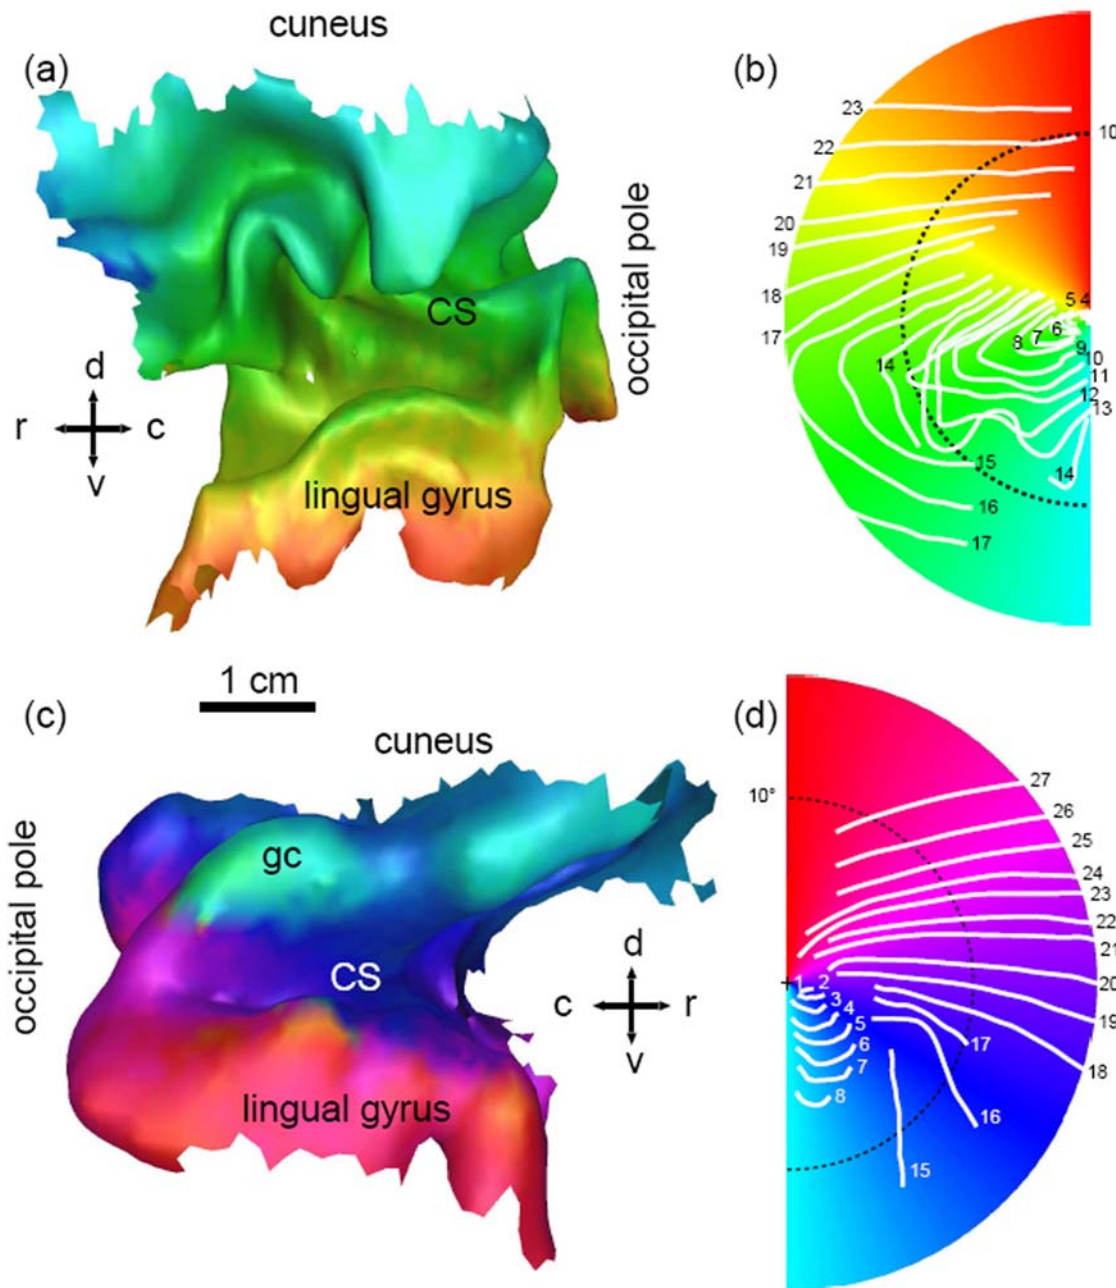 cuneus
(a)
CS
occipital pole
d
r
c
v
lingual gyrus
(b)
23
10
22
21
20
19
18
17
5 4
6
7
8
9
10
11
12
13
14
14
15
16
17
1 cm
(c)
cuneus
occipital pole
gc
CS
d
c
r
v
lingual gyrus
(d)
10°
27
26
25
24
23
22
21
20
19
18
17
16
15
1
2
3
4
5
6
7
8